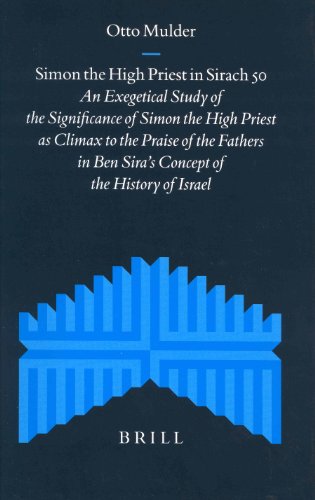 Otto Mulder
Simon the High Priest in Sirach 50
An Exegetical Study of
the Significance of Simon the High Priest
as Climax to the Praise of the Fathers
in Ben Sira's Concept of
the History of Israel
BRILL